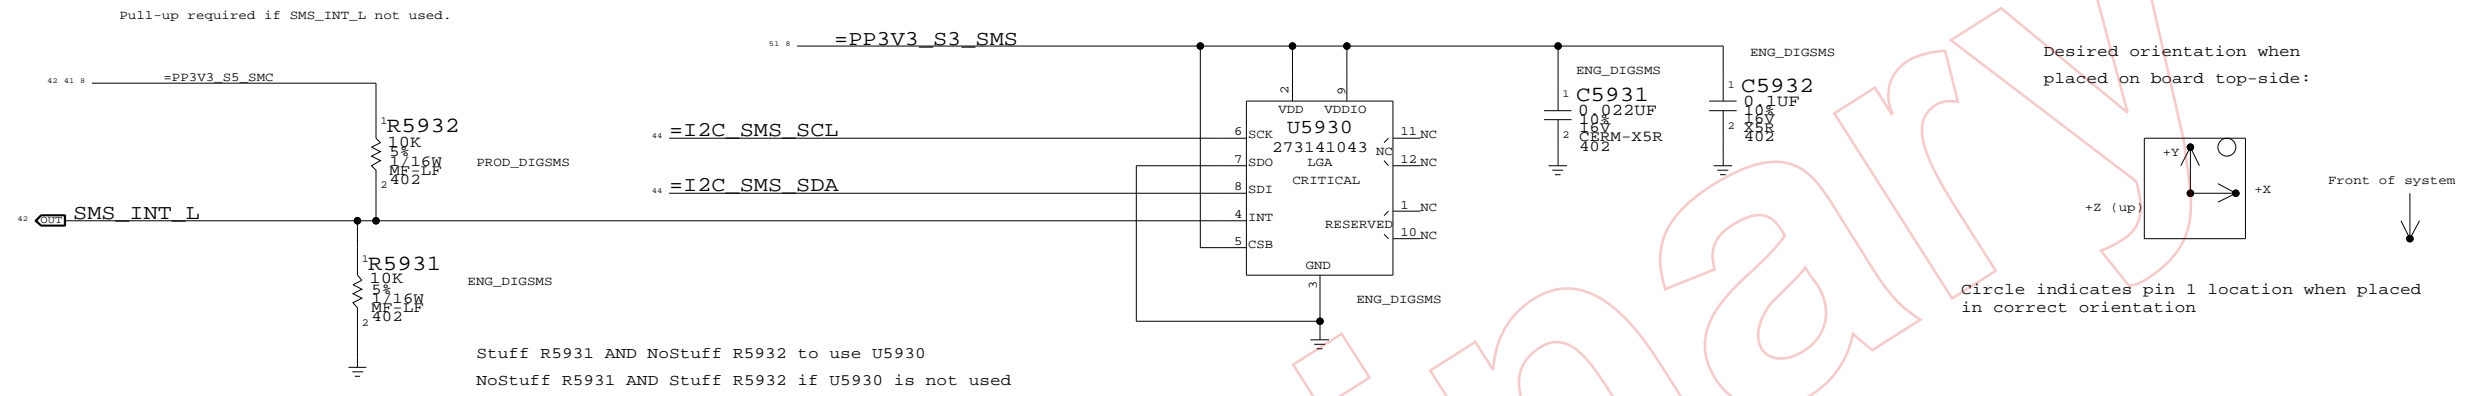 Pull-up required if SMS_INT_L not used.
42 41 8
=PP3V3_S5_SMC
1
R5932
10K
5%
1/16W
MF-LF
402
2
PROD_DIGSMS
42
OUT
SMS_INT_L
1
R5931
10K
5%
1/16W
MF-LF
402
2
ENG_DIGSMS
Stuff R5931 AND NoStuff R5932 to use U5930
NoStuff R5931 AND Stuff R5932 if U5930 is not used
51 8
=PP3V3_S3_SMS
44
=I2C_SMS_SCL
44
=I2C_SMS_SDA
2
9
VDD
VDDIO
U5930
273141043
LGA
CRITICAL
6
SCK
7
SDO
8
SDI
4
INT
5
CSB
11
NC
NC
12
NC
1
NC
RESERVED
10
NC
GND
3
ENG_DIGSMS
ENG_DIGSMS
1
C5931
0.022UF
10%
16V
CERM-X5R
402
2
ENG_DIGSMS
1
C5932
0.1UF
10%
16V
X5R
402
2
Desired orientation when
placed on board top-side:
+Y
+X
+Z (up)
Front of system
Circle indicates pin 1 location when placed
in correct orientation
inary